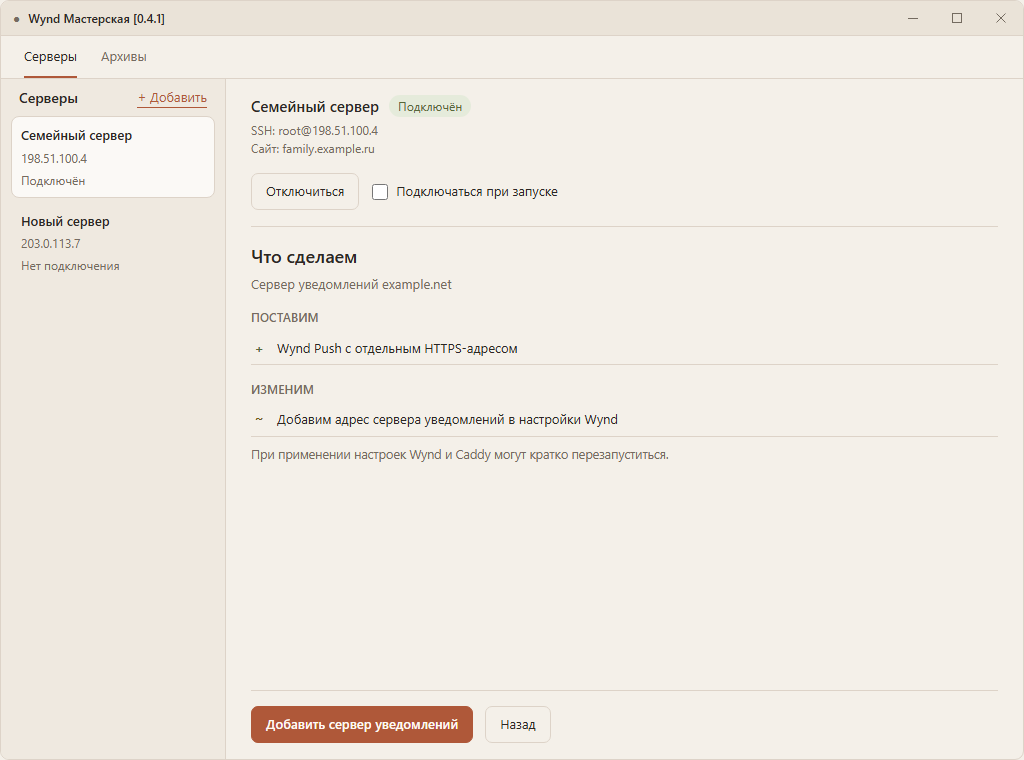 Wynd Мастерская [0.4.1]
Серверы Архивы
Серверы + Добавить
Семейный сервер
198.51.100.4
Подключён
Новый сервер
203.0.113.7
Нет подключения
Семейный сервер Подключён
SSH: root@198.51.100.4
Сайт: family.example.ru
Отключиться Подключаться при запуске
Что сделаем
Сервер уведомлений example.net
ПОСТАВИМ
+ Wynd Push с отдельным HTTPS-адресом
ИЗМЕНИМ
~ Добавим адрес сервера уведомлений в настройки Wynd
При применении настроек Wynd и Caddy могут кратко перезапуститься.
Добавить сервер уведомлений Назад